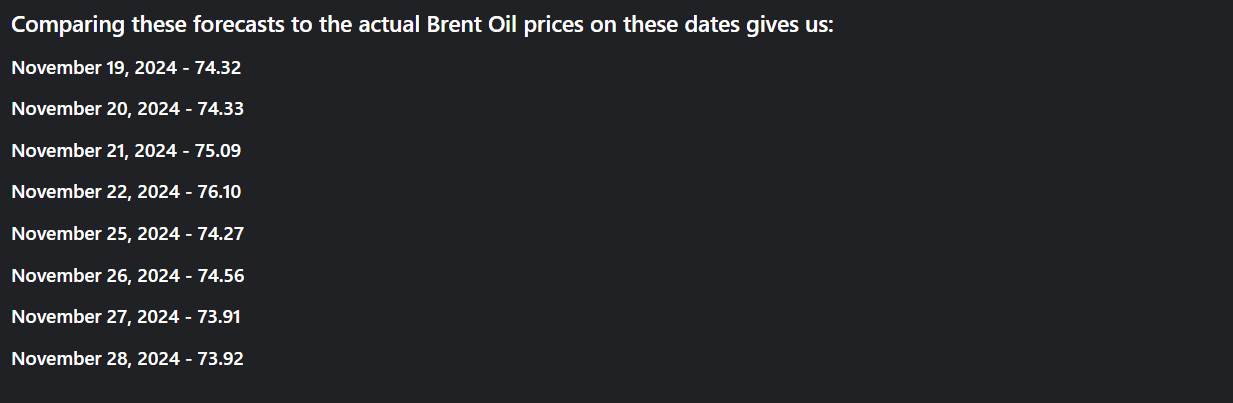 Comparing these forecasts to the actual Brent Oil prices on these dates gives us:
November 19, 2024 - 74.32
November 20, 2024 - 74.33
November 21, 2024 - 75.09
November 22, 2024 - 76.10
November 25, 2024 - 74.27
November 26, 2024 - 74.56
November 27, 2024 - 73.91
November 28, 2024 - 73.92